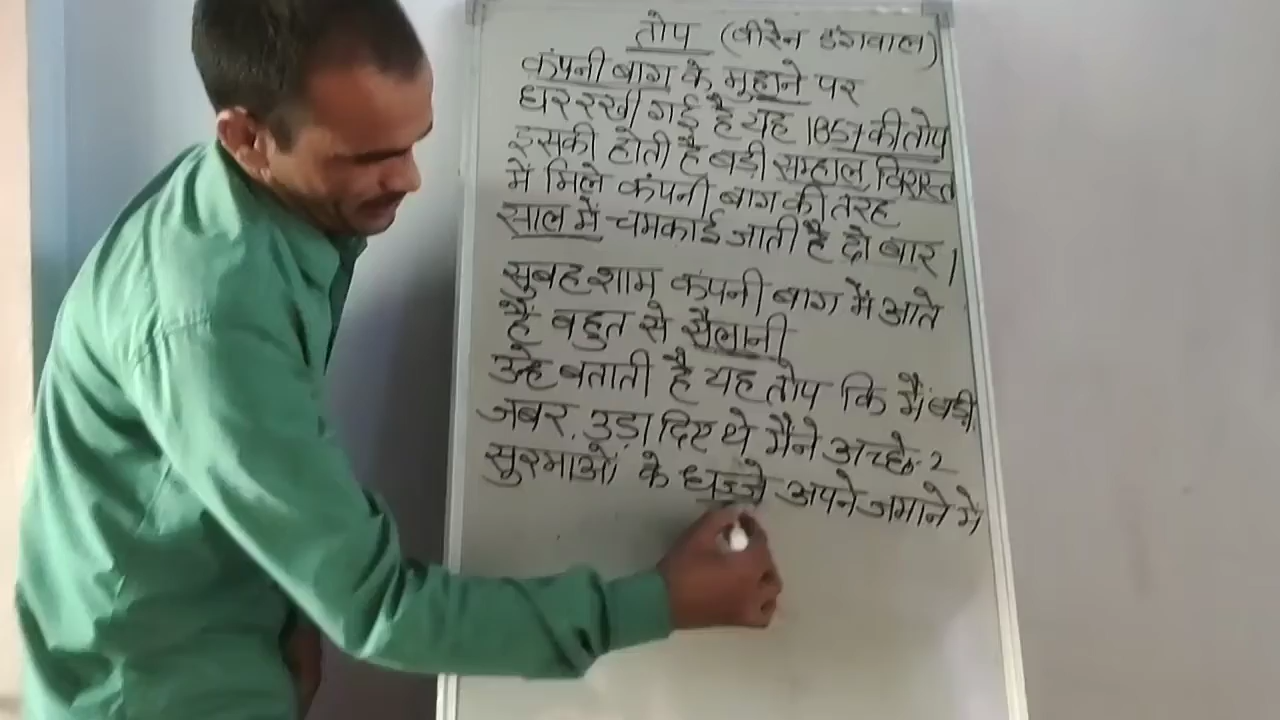 तोप (वीरेन डंगवाल)
कंपनी बाग के मुहाने पर
धर रखी गई है यह 1857 की तोप
इसकी होती है बड़ी सम्हाल, विरासत
में मिले कंपनी बाग की तरह
साल में चमकाई जाती है दो बार।
सुबह शाम कंपनी बाग में आते
हैं बहुत से सैलानी
उन्हे बताती है यह तोप कि मैं बड़ी
जबर, उड़ा दिए थे मैंने अच्छे-2
सुरमाओं के धज्जे अपने जमाने में